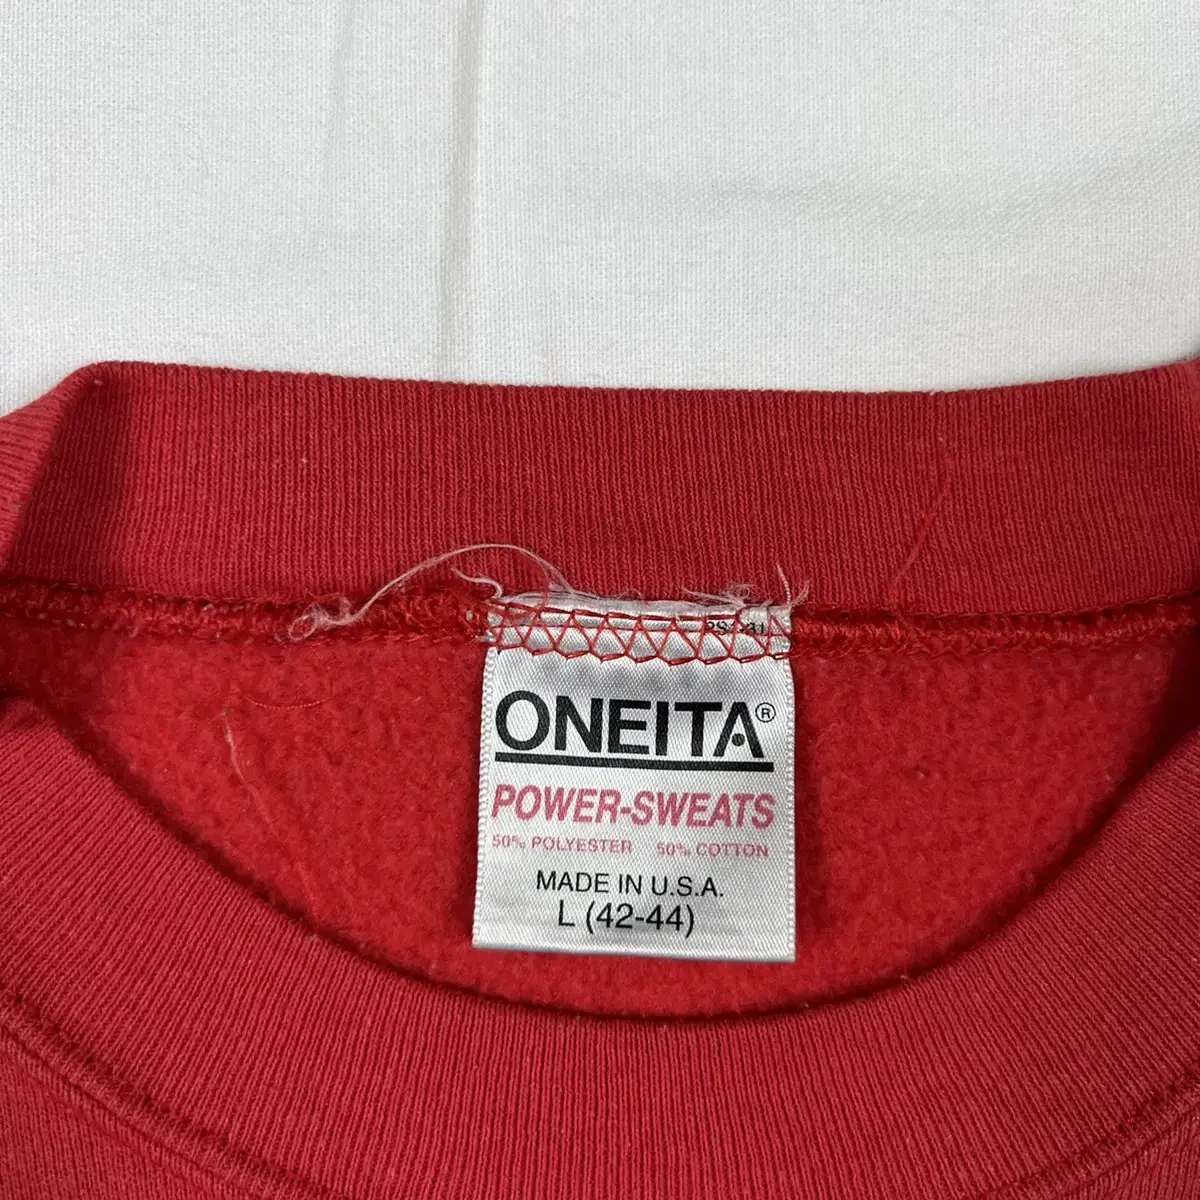 ONEITA®
POWER-SWEATS
50% POLYESTER 50% COTTON
MADE IN U.S.A.
L (42-44)